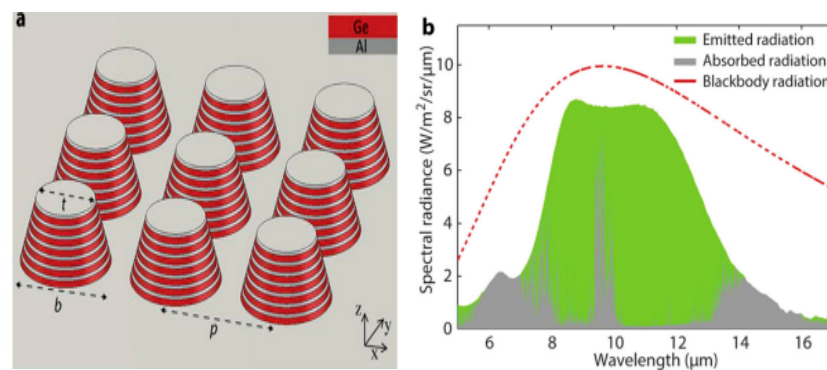 a
Ge
Al
t
b
p
z
y
x
b
Emitted radiation
Absorbed radiation
Blackbody radiation
Spectral radiance (W/m²/sr/µm)
10
8
6
4
2
0
6 8 10 12 14 16
Wavelength (µm)